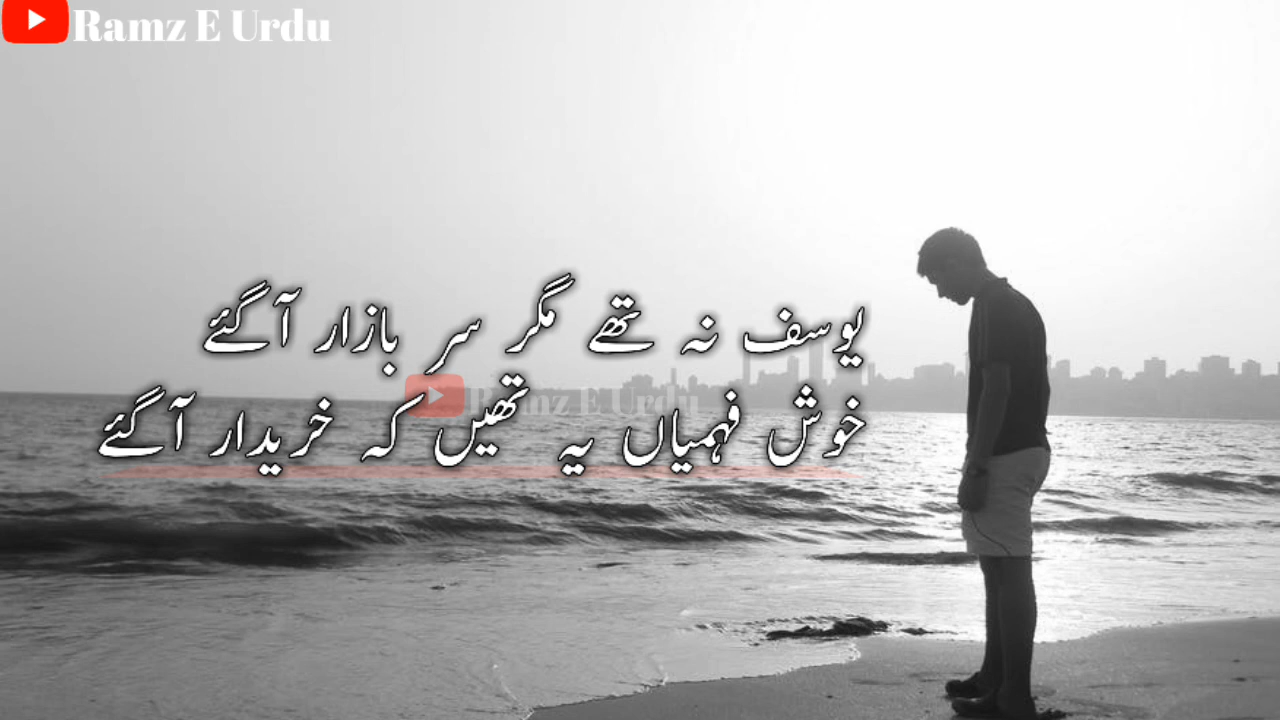 Ramz E Urdu
یوسف نہ تھے مگر سر بازار آ گئے
خوش فہمیاں یہ تھیں کہ خریدار آ گئے
Ramz E Urdu